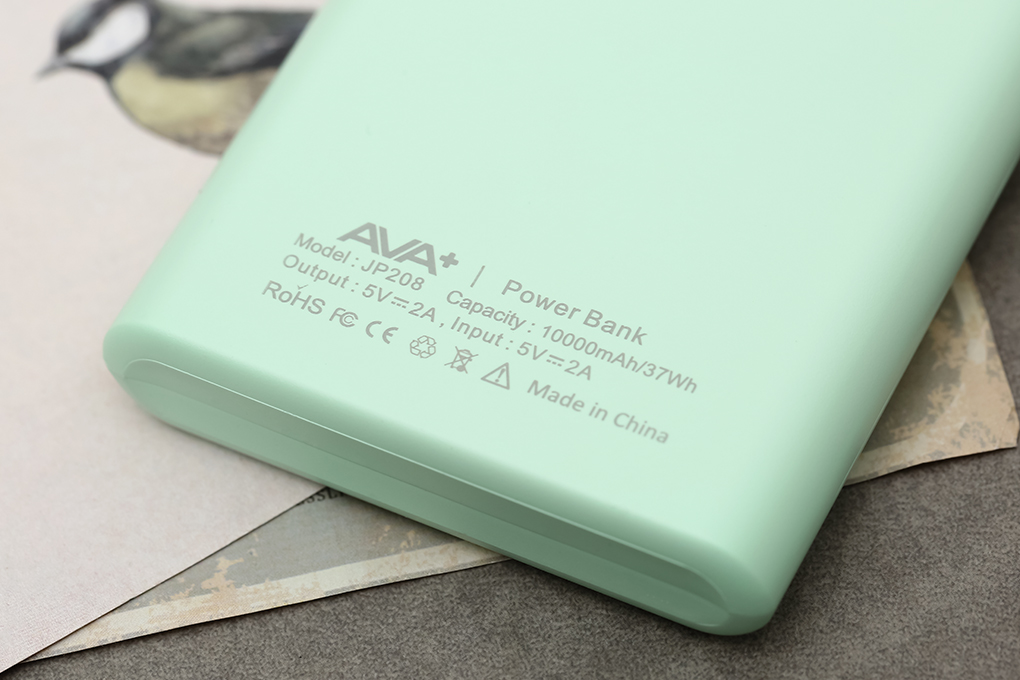 AVA+ | Power Bank
Model : JP208 Capacity : 10000mAh/37Wh
Output : 5V⎓2A , Input : 5V⎓2A
RoHS FC CE Made in China